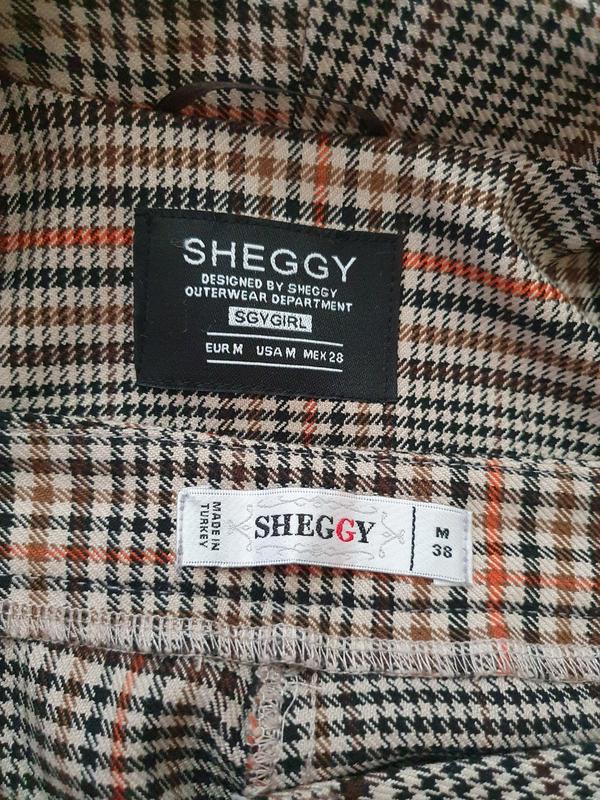 SHEGGY
DESIGNED BY SHEGGY
OUTERWEAR DEPARTMENT
SGYGIRL
EUR M USA M MEX 28
MADE IN
TURKEY
SHEGGY
M
38